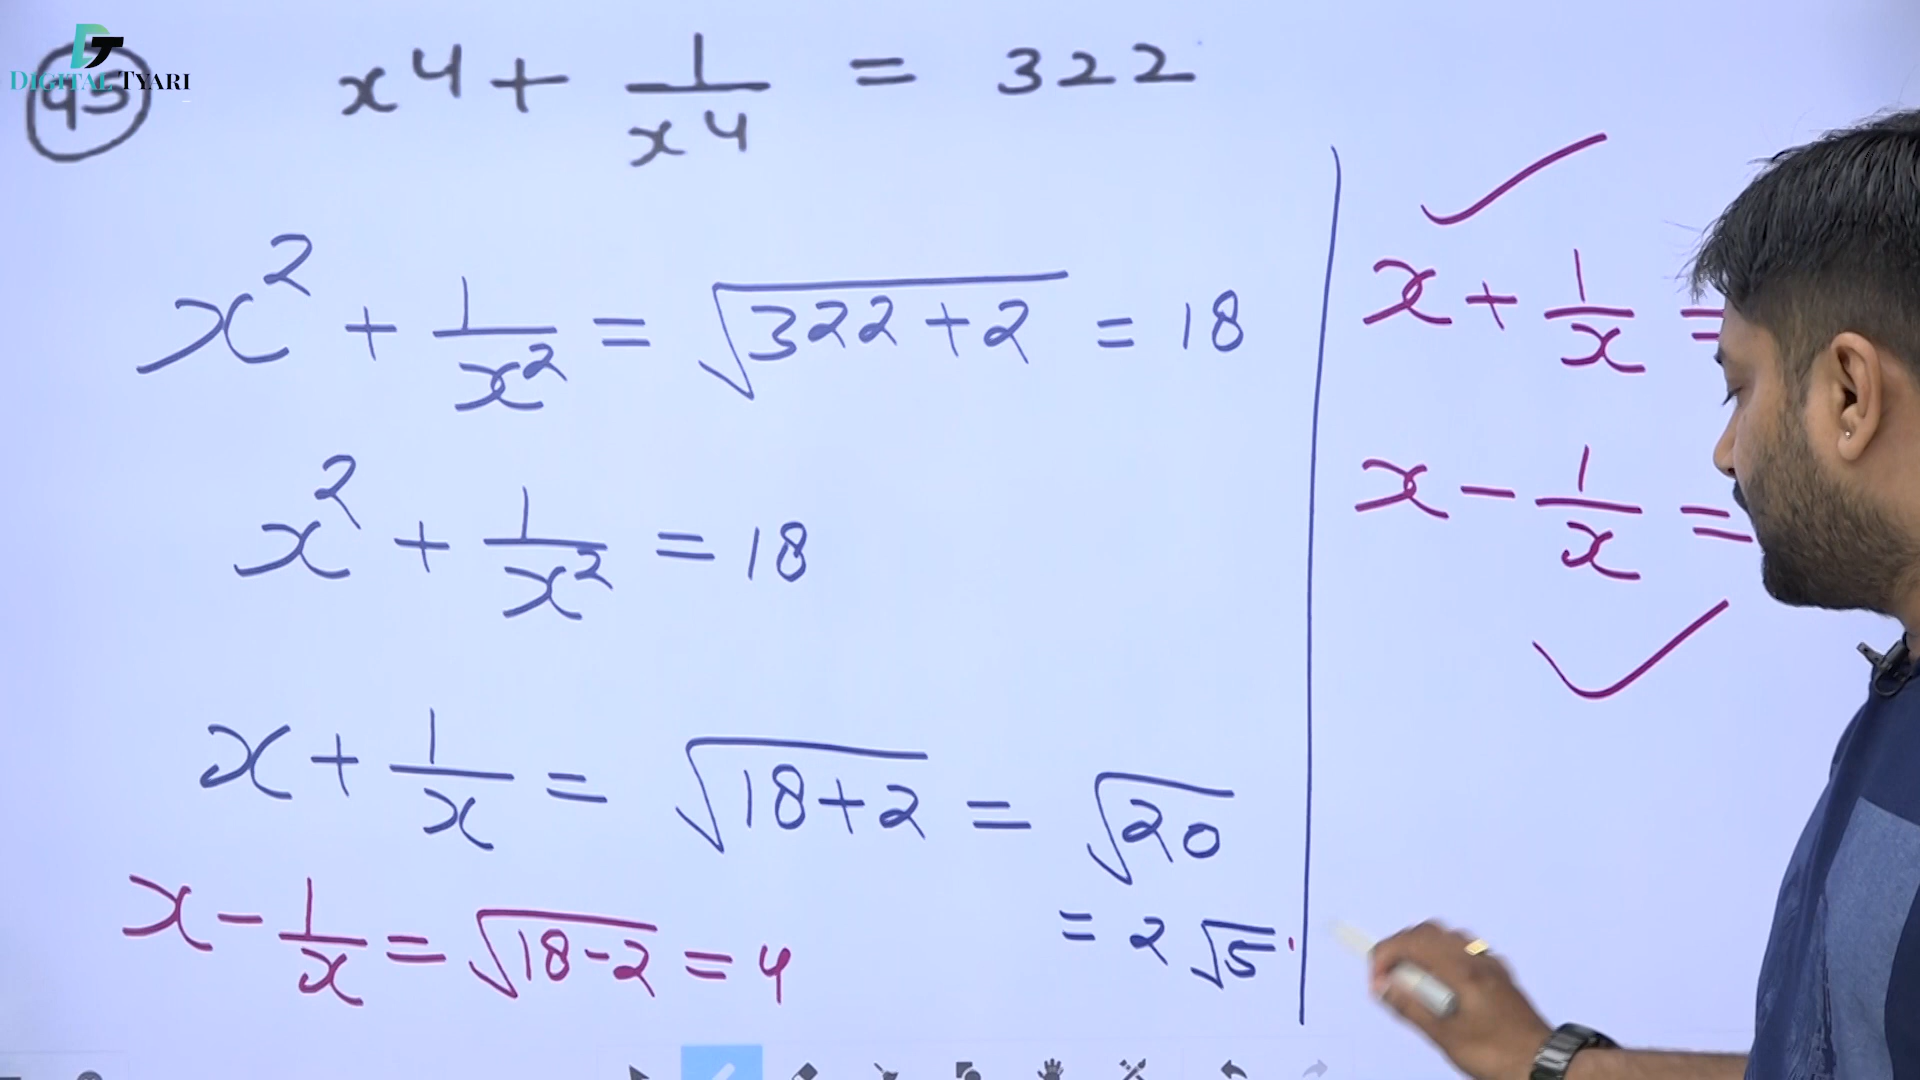 DIGITAL TYARI
45
x⁴ + 1/x⁴ = 322
x² + 1/x² = √(322+2) = 18
x² + 1/x² = 18
x + 1/x = √(18+2) = √20
= 2√5
x - 1/x = √(18-2) = 4
x + 1/x =
x - 1/x =